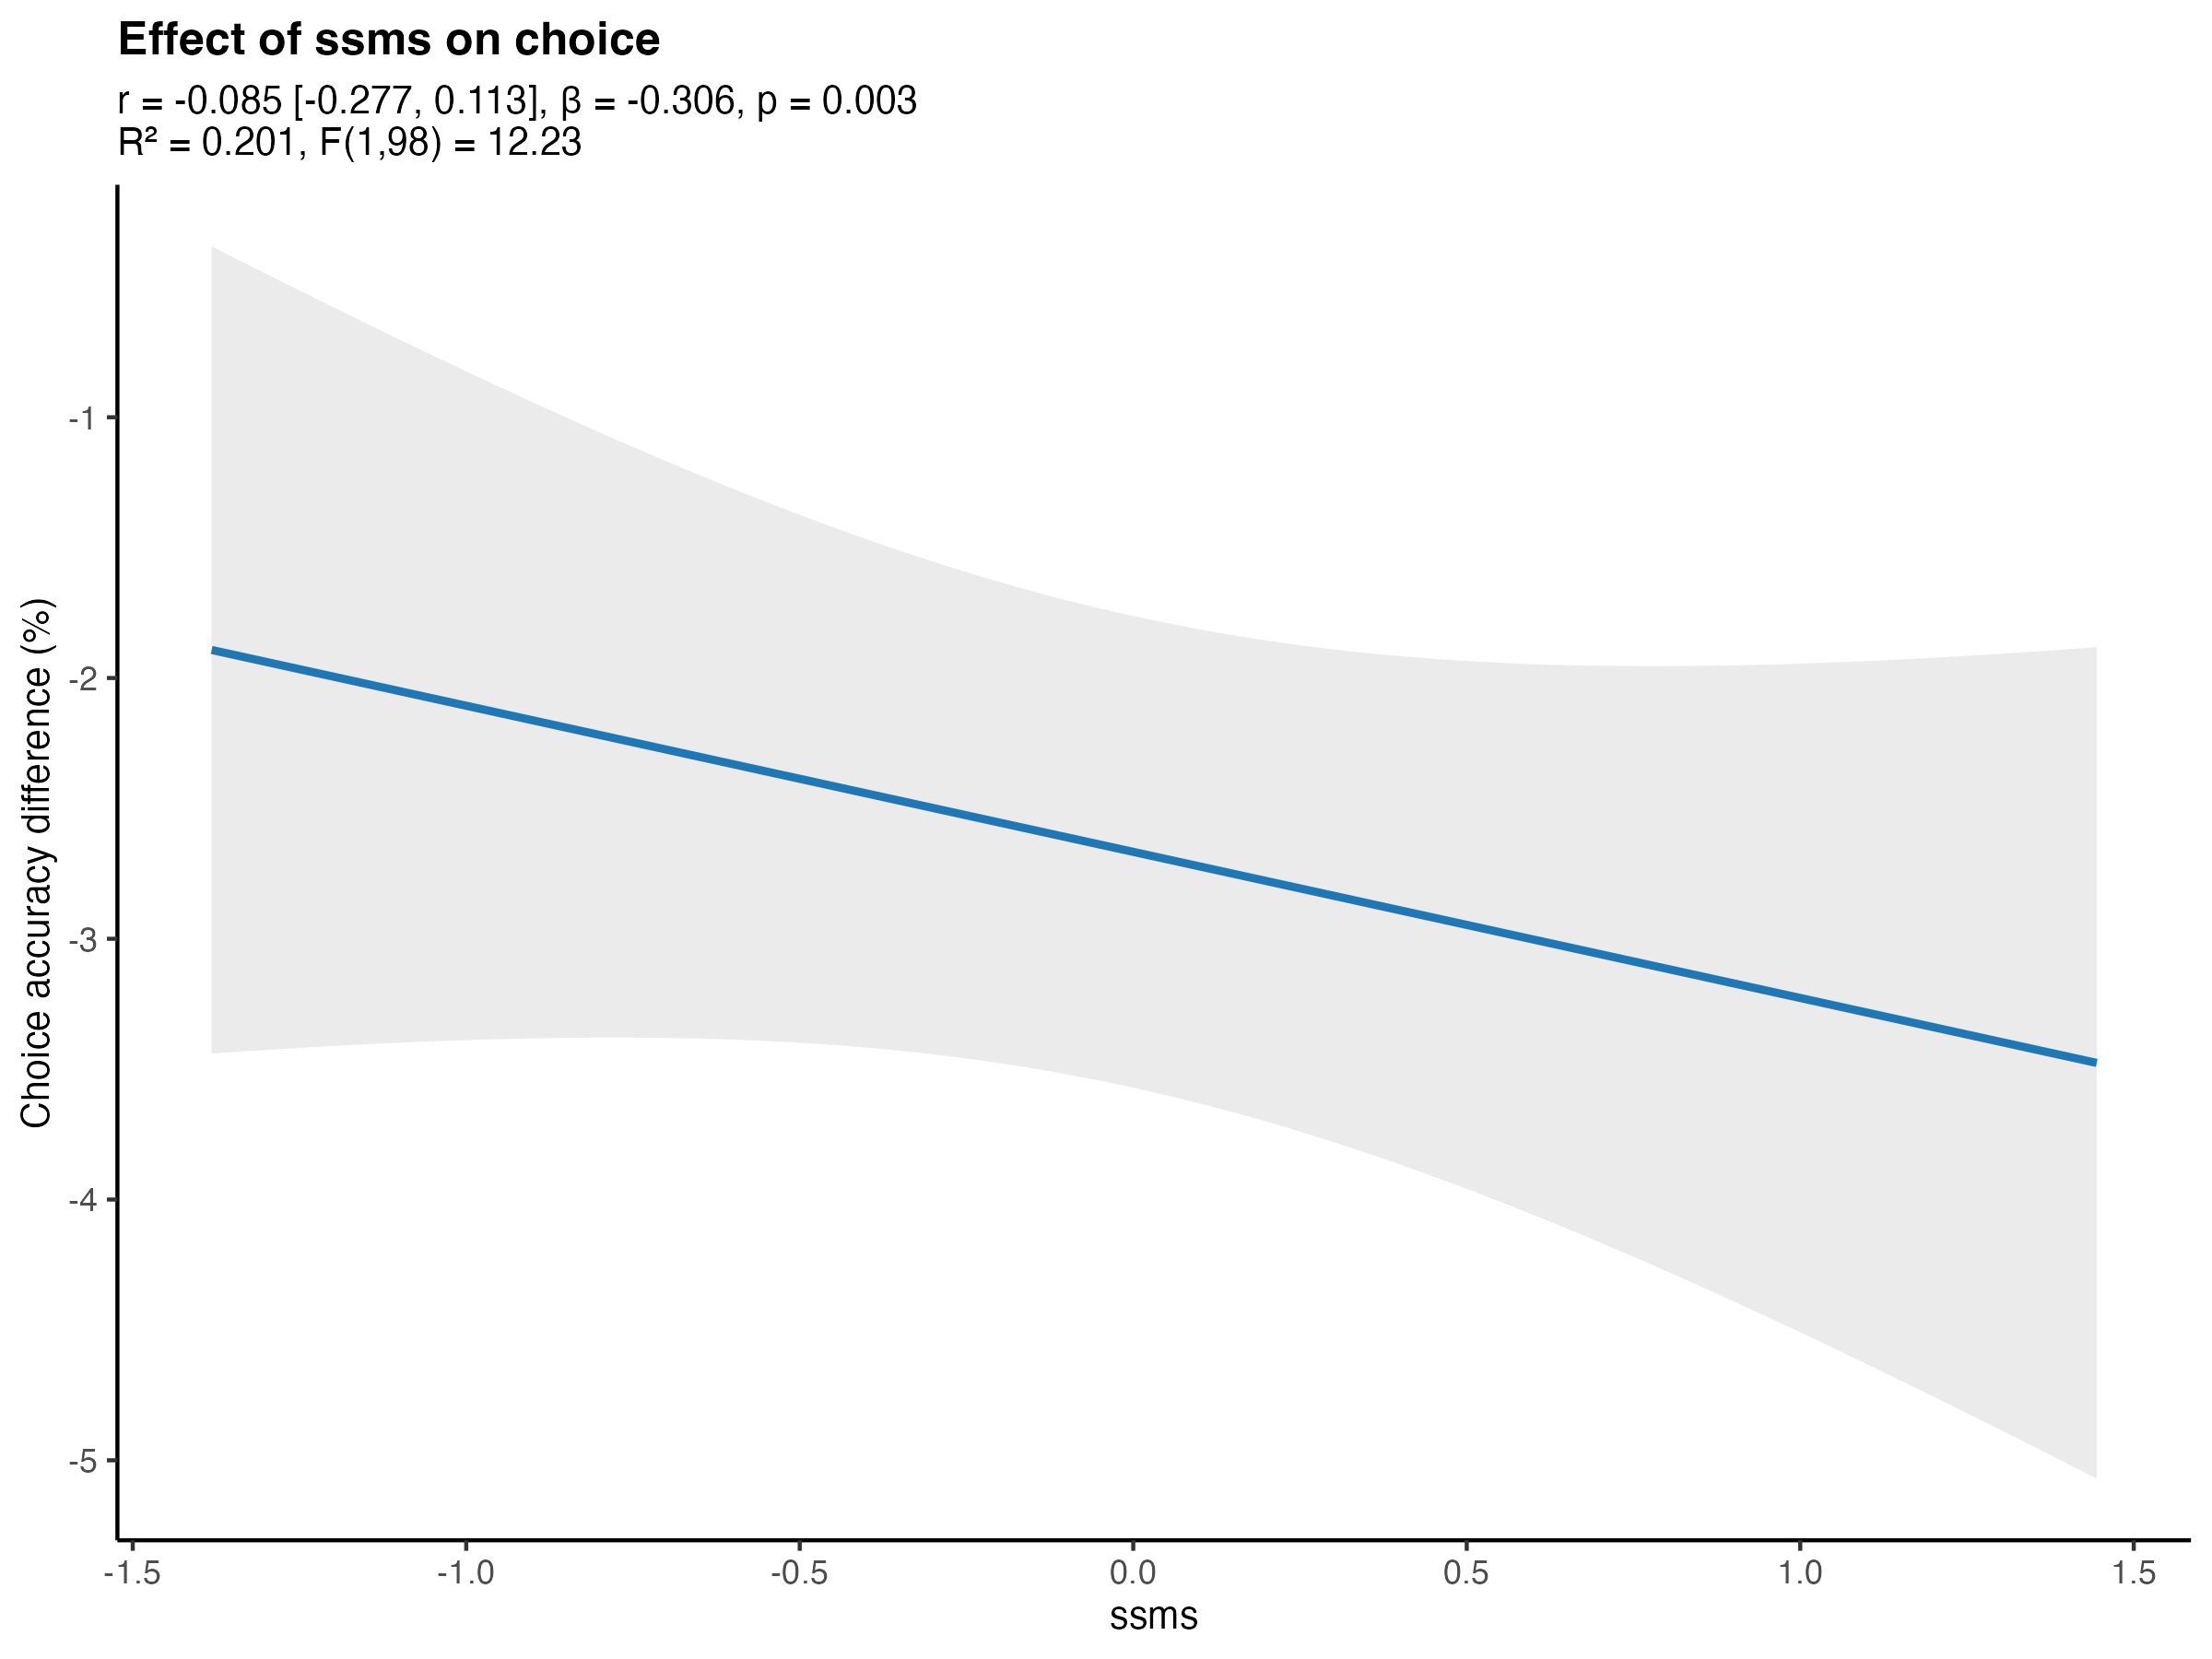 Effect of ssms on choice
r = -0.085 [-0.277, 0.113], β = -0.306, p = 0.003
R² = 0.201, F(1,98) = 12.23
Choice accuracy difference (%)
-1
-2
-3
-4
-5
-1.5 -1.0 -0.5 0.0 0.5 1.0 1.5
ssms